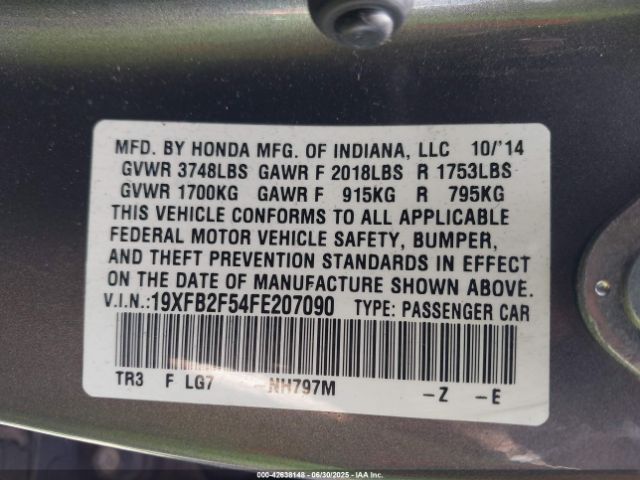 MFD. BY HONDA MFG. OF INDIANA, LLC 10/'14
GVWR 3748LBS GAWR F 2018LBS R 1753LBS
GVWR 1700KG GAWR F 915KG R 795KG
THIS VEHICLE CONFORMS TO ALL APPLICABLE
FEDERAL MOTOR VEHICLE SAFETY, BUMPER,
AND THEFT PREVENTION STANDARDS IN EFFECT
ON THE DATE OF MANUFACTURE SHOWN ABOVE.
V.I.N.:19XFB2F54FE207090 TYPE: PASSENGER CAR
TR3 F LG7 -NH797M -Z -E
000-42638148 - 06/30/2025 - IAA Inc.